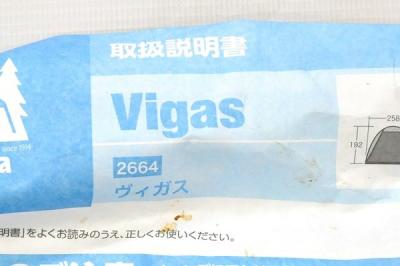 取扱説明書
since 1914
Vigas
258
192
2664
ヴィガス
明書」をよくお読みのうえ、正しくお使いください。